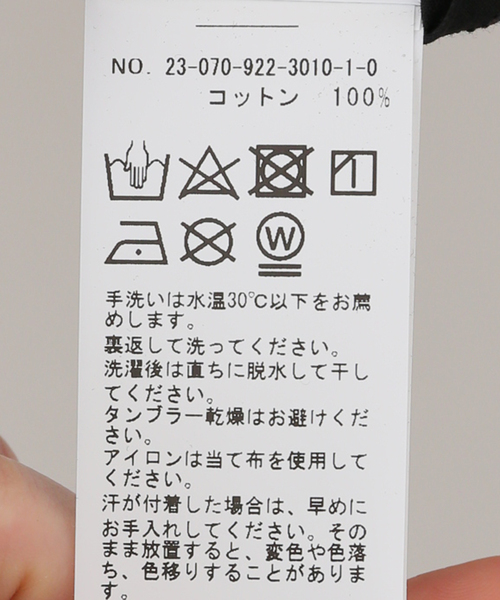 NO. 23-070-922-3010-1-0
コットン 100%
W
手洗いは水温30℃以下をお薦
めします。
裏返して洗ってください。
洗濯後は直ちに脱水して干し
てください。
タンブラー乾燥はお避けくだ
さい。
アイロンは当て布を使用して
ください。
汗が付着した場合は、早めに
お手入れしてください。その
まま放置すると、変色や色落
ち、色移りすることがありま
す。